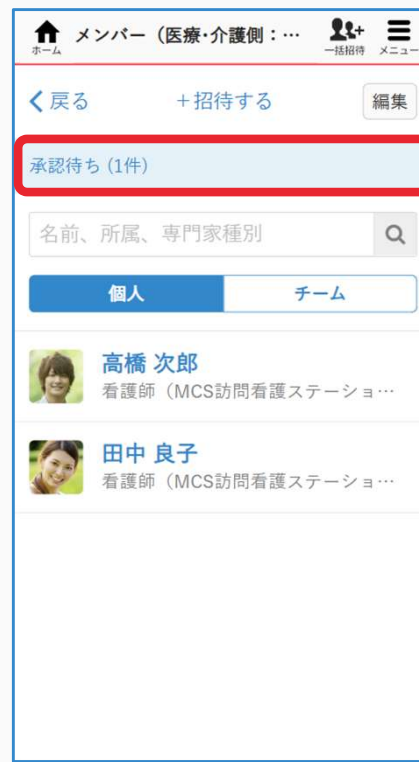 ホーム
メンバー（医療・介護側：…
一括招待
メニュー
戻る
＋招待する
編集
承認待ち (1件)
名前、所属、専門家種別
個人
チーム
高橋 次郎
看護師（MCS訪問看護ステーショ…
田中 良子
看護師（MCS訪問看護ステーショ…